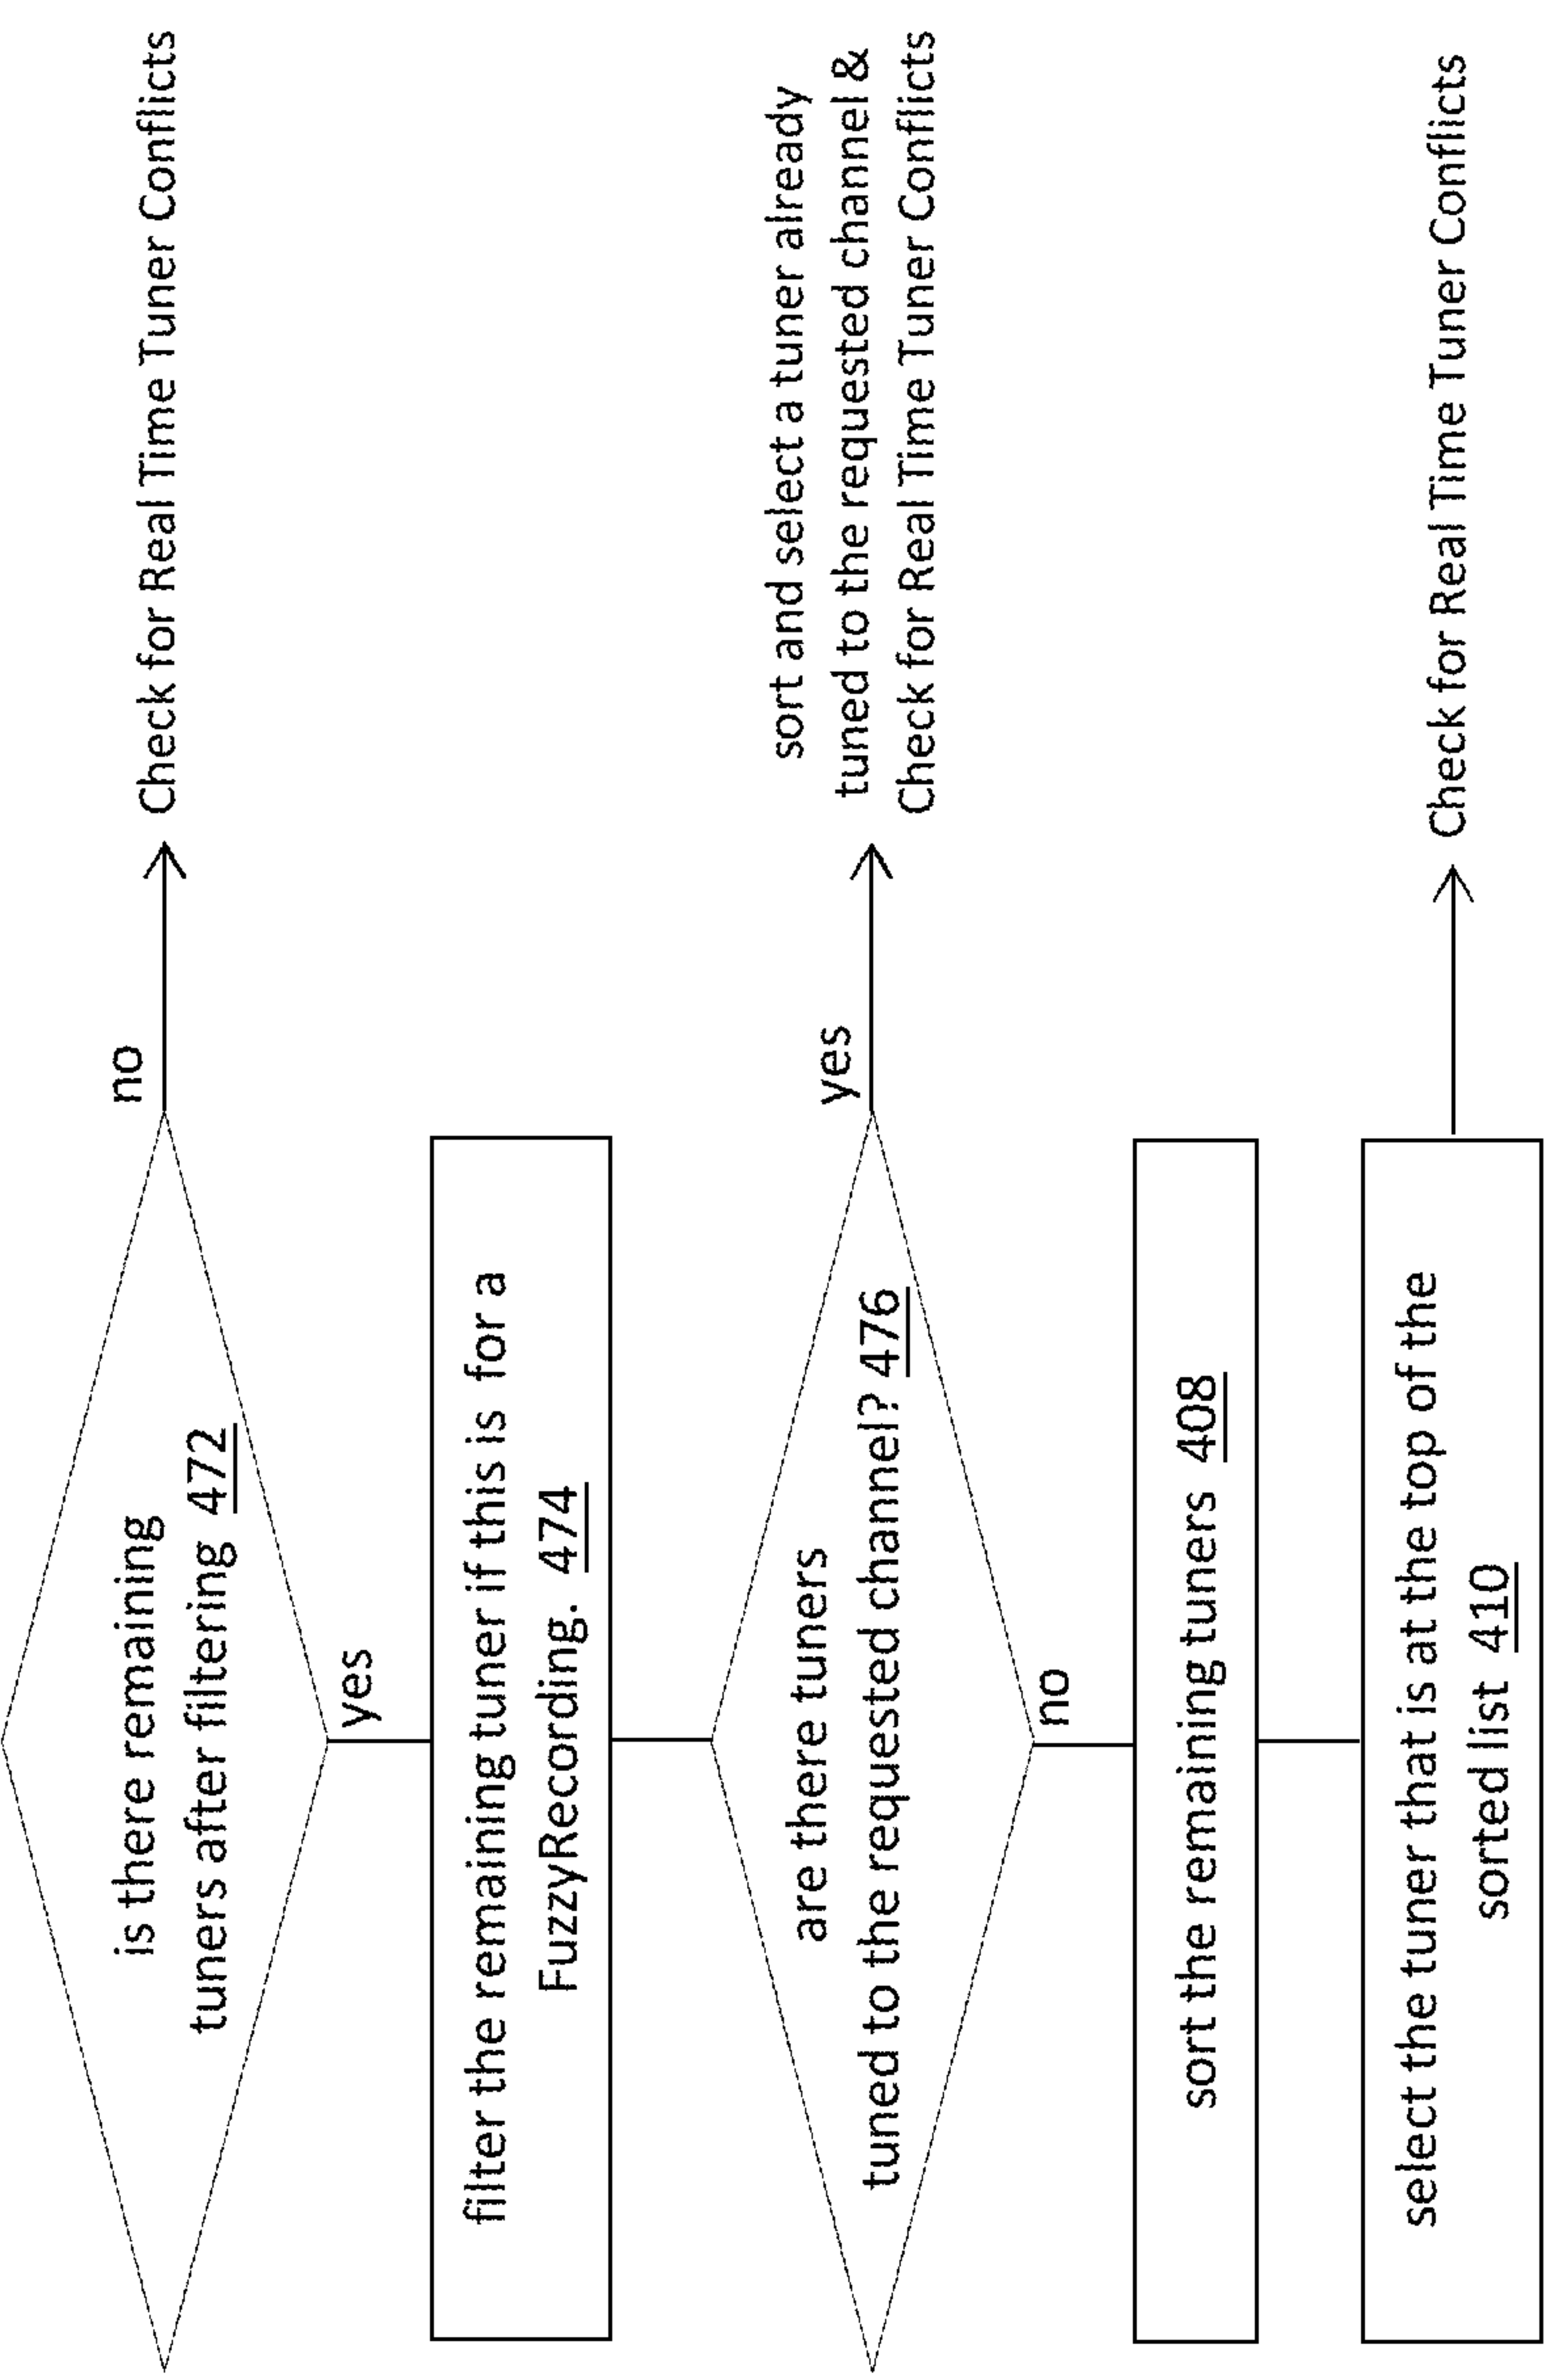 is there remaining
tuners after filtering 472
no
Check for Real Time Tuner Conflicts
yes
filter the remaining tuner if this is for a
FuzzyRecording. 474
are there tuners
tuned to the requested channel? 476
yes
sort and select a tuner already
tuned to the requested channel &
Check for Real Time Tuner Conflicts
no
sort the remaining tuners 408
select the tuner that is at the top of the
sorted list 410
Check for Real Time Tuner Conflicts